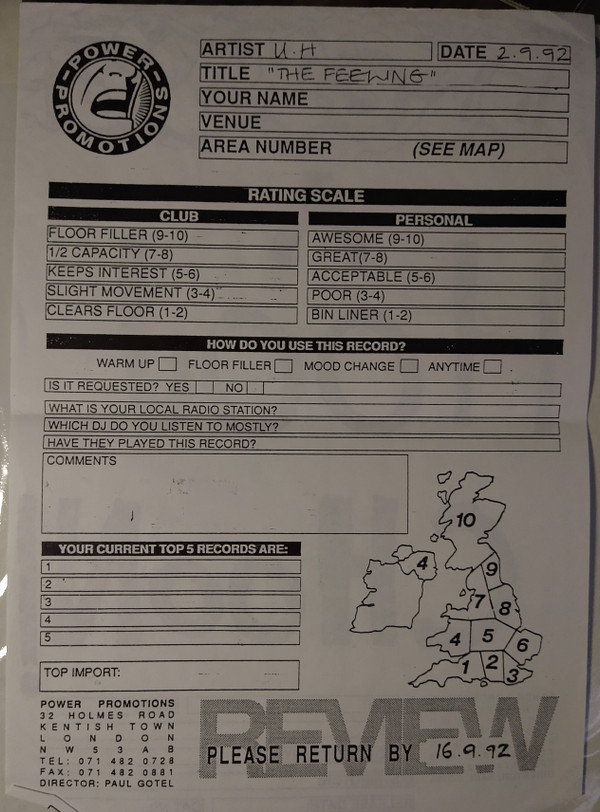 POWER PROMOTIONS
ARTIST U.H
DATE 2.9.92
TITLE "THE FEELING"
YOUR NAME
VENUE
AREA NUMBER (SEE MAP)
RATING SCALE
CLUB
FLOOR FILLER (9-10)
1/2 CAPACITY (7-8)
KEEPS INTEREST (5-6)
SLIGHT MOVEMENT (3-4)
CLEARS FLOOR (1-2)
PERSONAL
AWESOME (9-10)
GREAT(7-8)
ACCEPTABLE (5-6)
POOR (3-4)
BIN LINER (1-2)
HOW DO YOU USE THIS RECORD?
WARM UP FLOOR FILLER MOOD CHANGE ANYTIME
IS IT REQUESTED? YES NO
WHAT IS YOUR LOCAL RADIO STATION?
WHICH DJ DO YOU LISTEN TO MOSTLY?
HAVE THEY PLAYED THIS RECORD?
COMMENTS
YOUR CURRENT TOP 5 RECORDS ARE:
1
2
3
4
5
TOP IMPORT:
10
4
9
7
8
4
5
6
1
2
3
POWER PROMOTIONS
32 HOLMES ROAD
KENTISH TOWN
LONDON
NW5 3AB
TEL: 071 482 0728
FAX: 071 482 0881
DIRECTOR: PAUL GOTEL
REVIEW
PLEASE RETURN BY 16.9.92